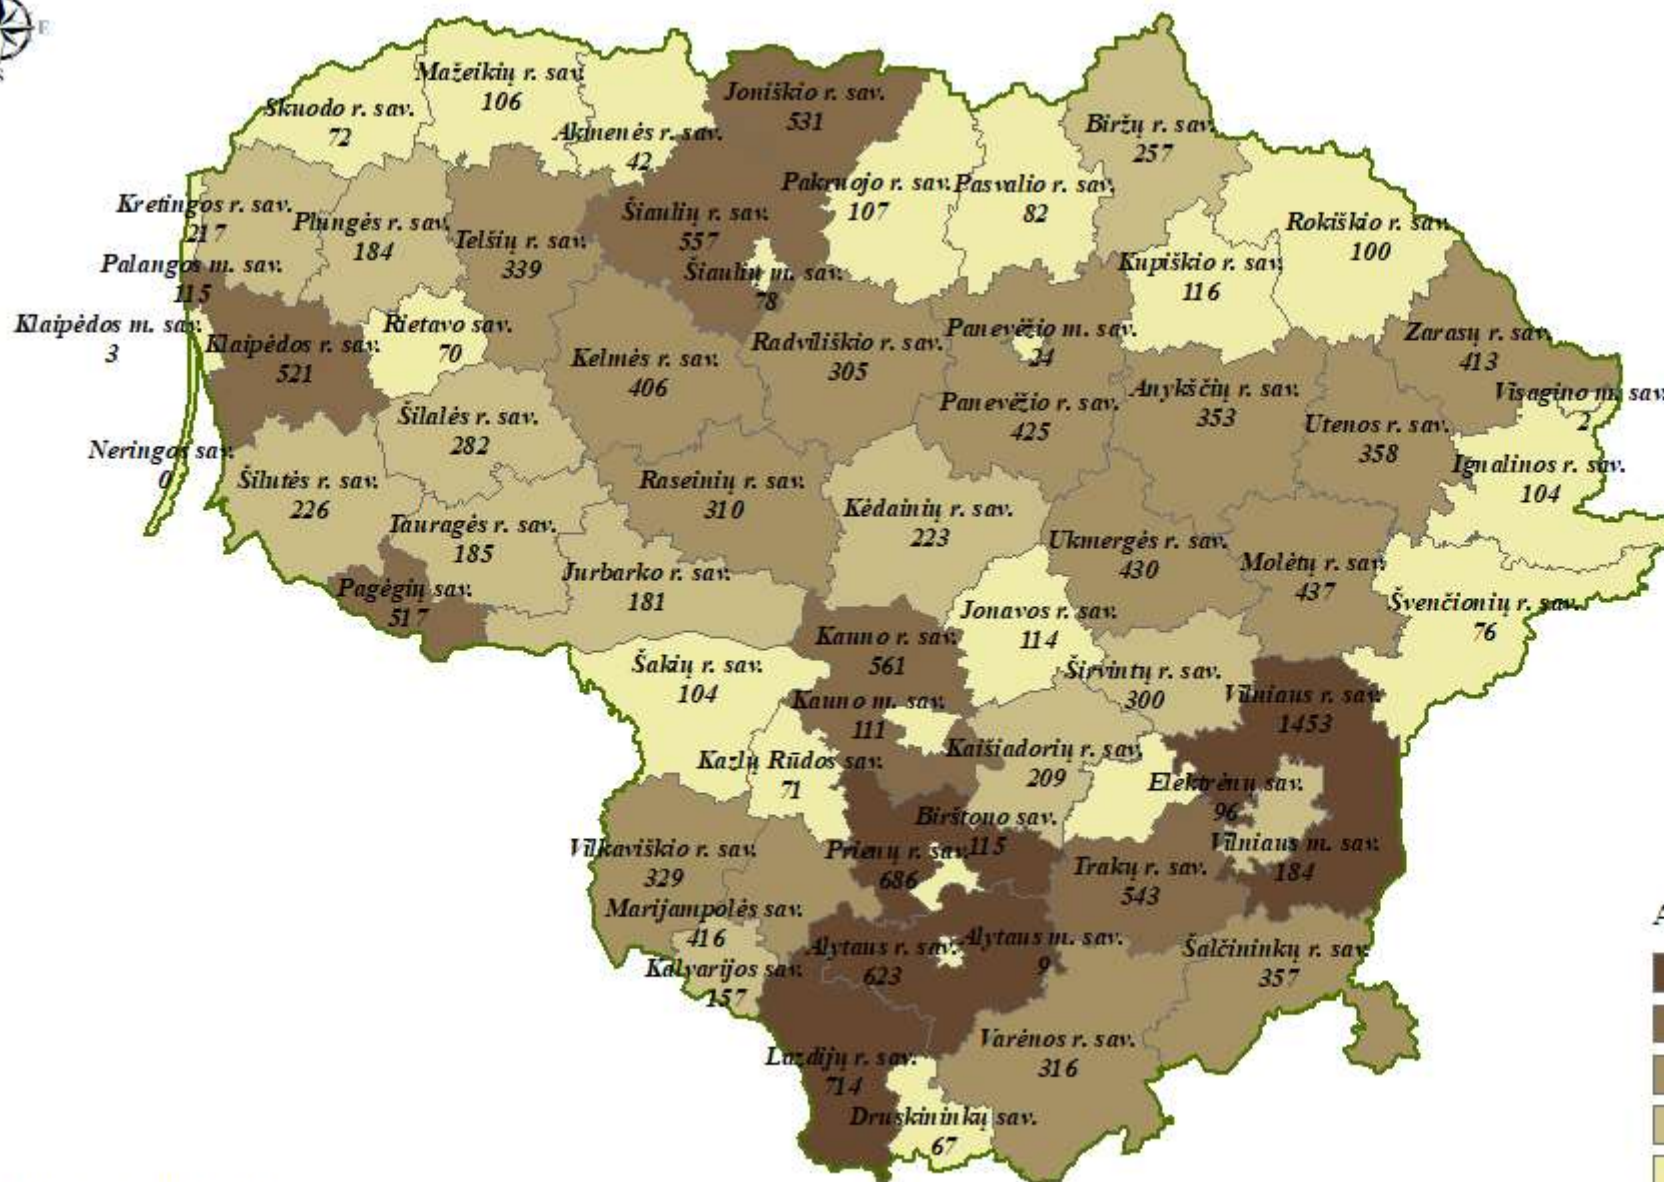 E
S
Mažeikių r. sav.
106
Skuodo r. sav.
72
Akmenės r. sav.
42
Joniškio r. sav.
531
Biržų r. sav.
257
Pakruojo r. sav.
107
Pasvalio r. sav.
82
Kretingos r. sav.
217
Plungės r. sav.
184
Telšių r. sav.
339
Šiaulių r. sav.
557
Šiaulių m. sav.
78
Rokiškio r. sav.
100
Kupiškio r. sav.
116
Palangos m. sav.
115
Klaipėdos m. sav.
3
Klaipėdos r. sav.
521
Rietavo sav.
70
Kelmės r. sav.
406
Radviliškio r. sav.
305
Panevėžio m. sav.
24
Zarasų r. sav.
413
Visagino m. sav.
2
Anykščių r. sav.
353
Panevėžio r. sav.
425
Utenos r. sav.
358
Šilalės r. sav.
282
Neringos sav.
0
Šilutės r. sav.
226
Raseinių r. sav.
310
Ignalinos r. sav.
104
Kėdainių r. sav.
223
Tauragės r. sav.
185
Ukmergės r. sav.
430
Molėtų r. sav.
437
Jurbarko r. sav.
181
Pagėgių sav.
517
Švenčionių r. sav.
76
Jonavos r. sav.
114
Kauno r. sav.
561
Šakių r. sav.
104
Širvintų r. sav.
300
Vilniaus r. sav.
1453
Kauno m. sav.
111
Kaišiadorių r. sav.
209
Kazlų Rūdos sav.
71
Elektrėnų sav.
96
Birštono sav.
115
Vilkaviškio r. sav.
329
Prienų r. sav.
686
Vilniaus m. sav.
184
Trakų r. sav.
543
Marijampolės sav.
416
Alytaus r. sav.
623
Alytaus m. sav.
9
Šalčininkų r. sav.
357
Kalvarijos sav.
157
Varėnos r. sav.
316
Lazdijų r. sav.
714
Druskininkų sav.
67